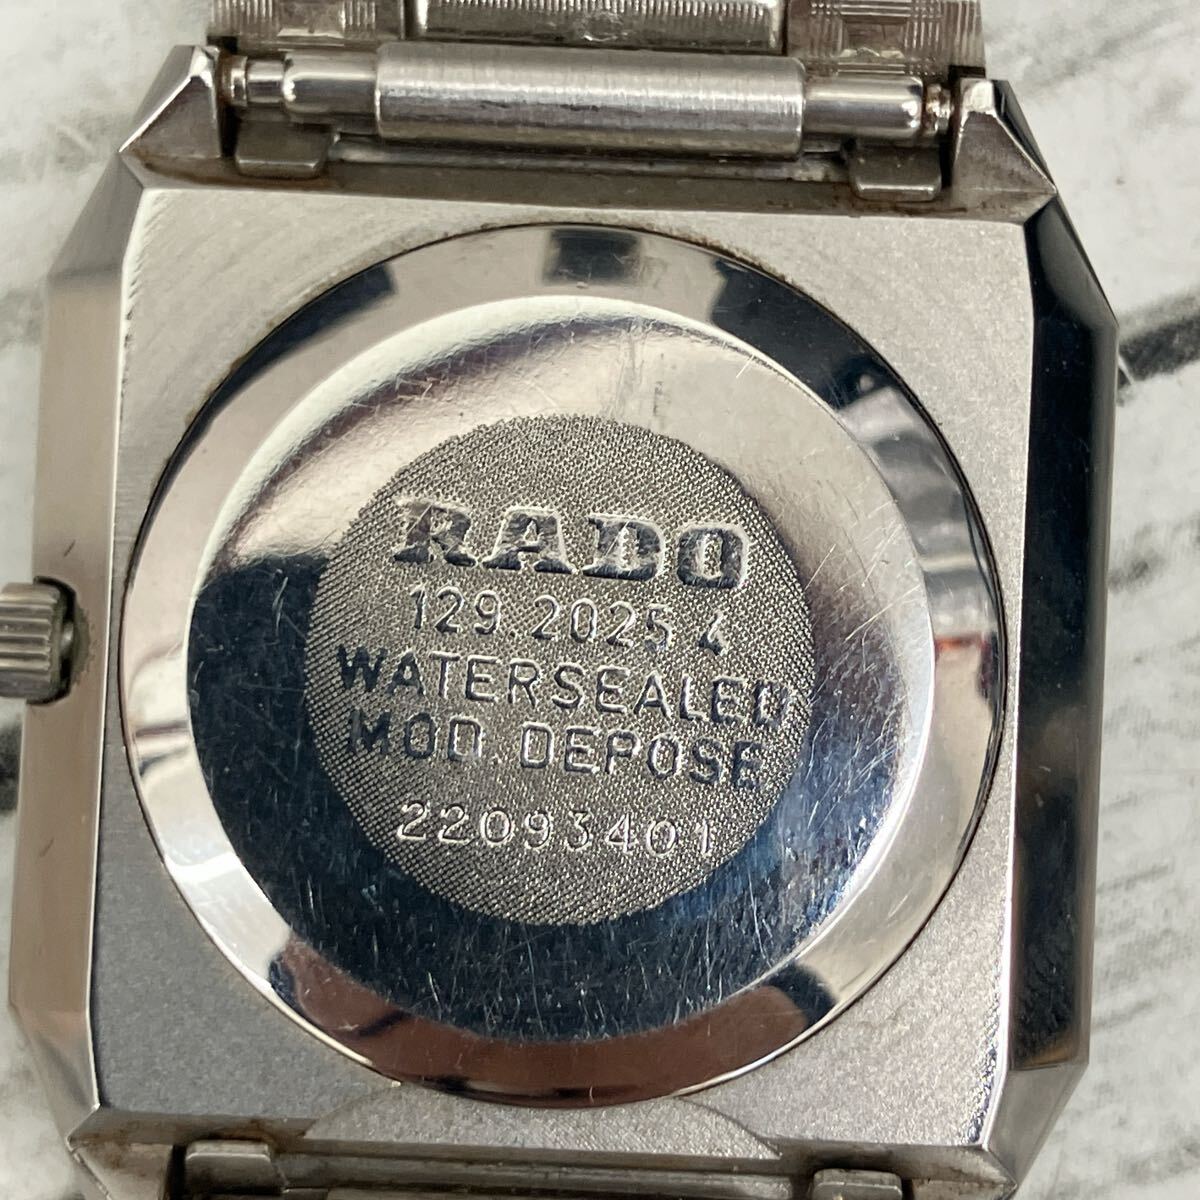 RADO
129.2025 4
WATERSEALED
MOD. DEPOSE
22093401